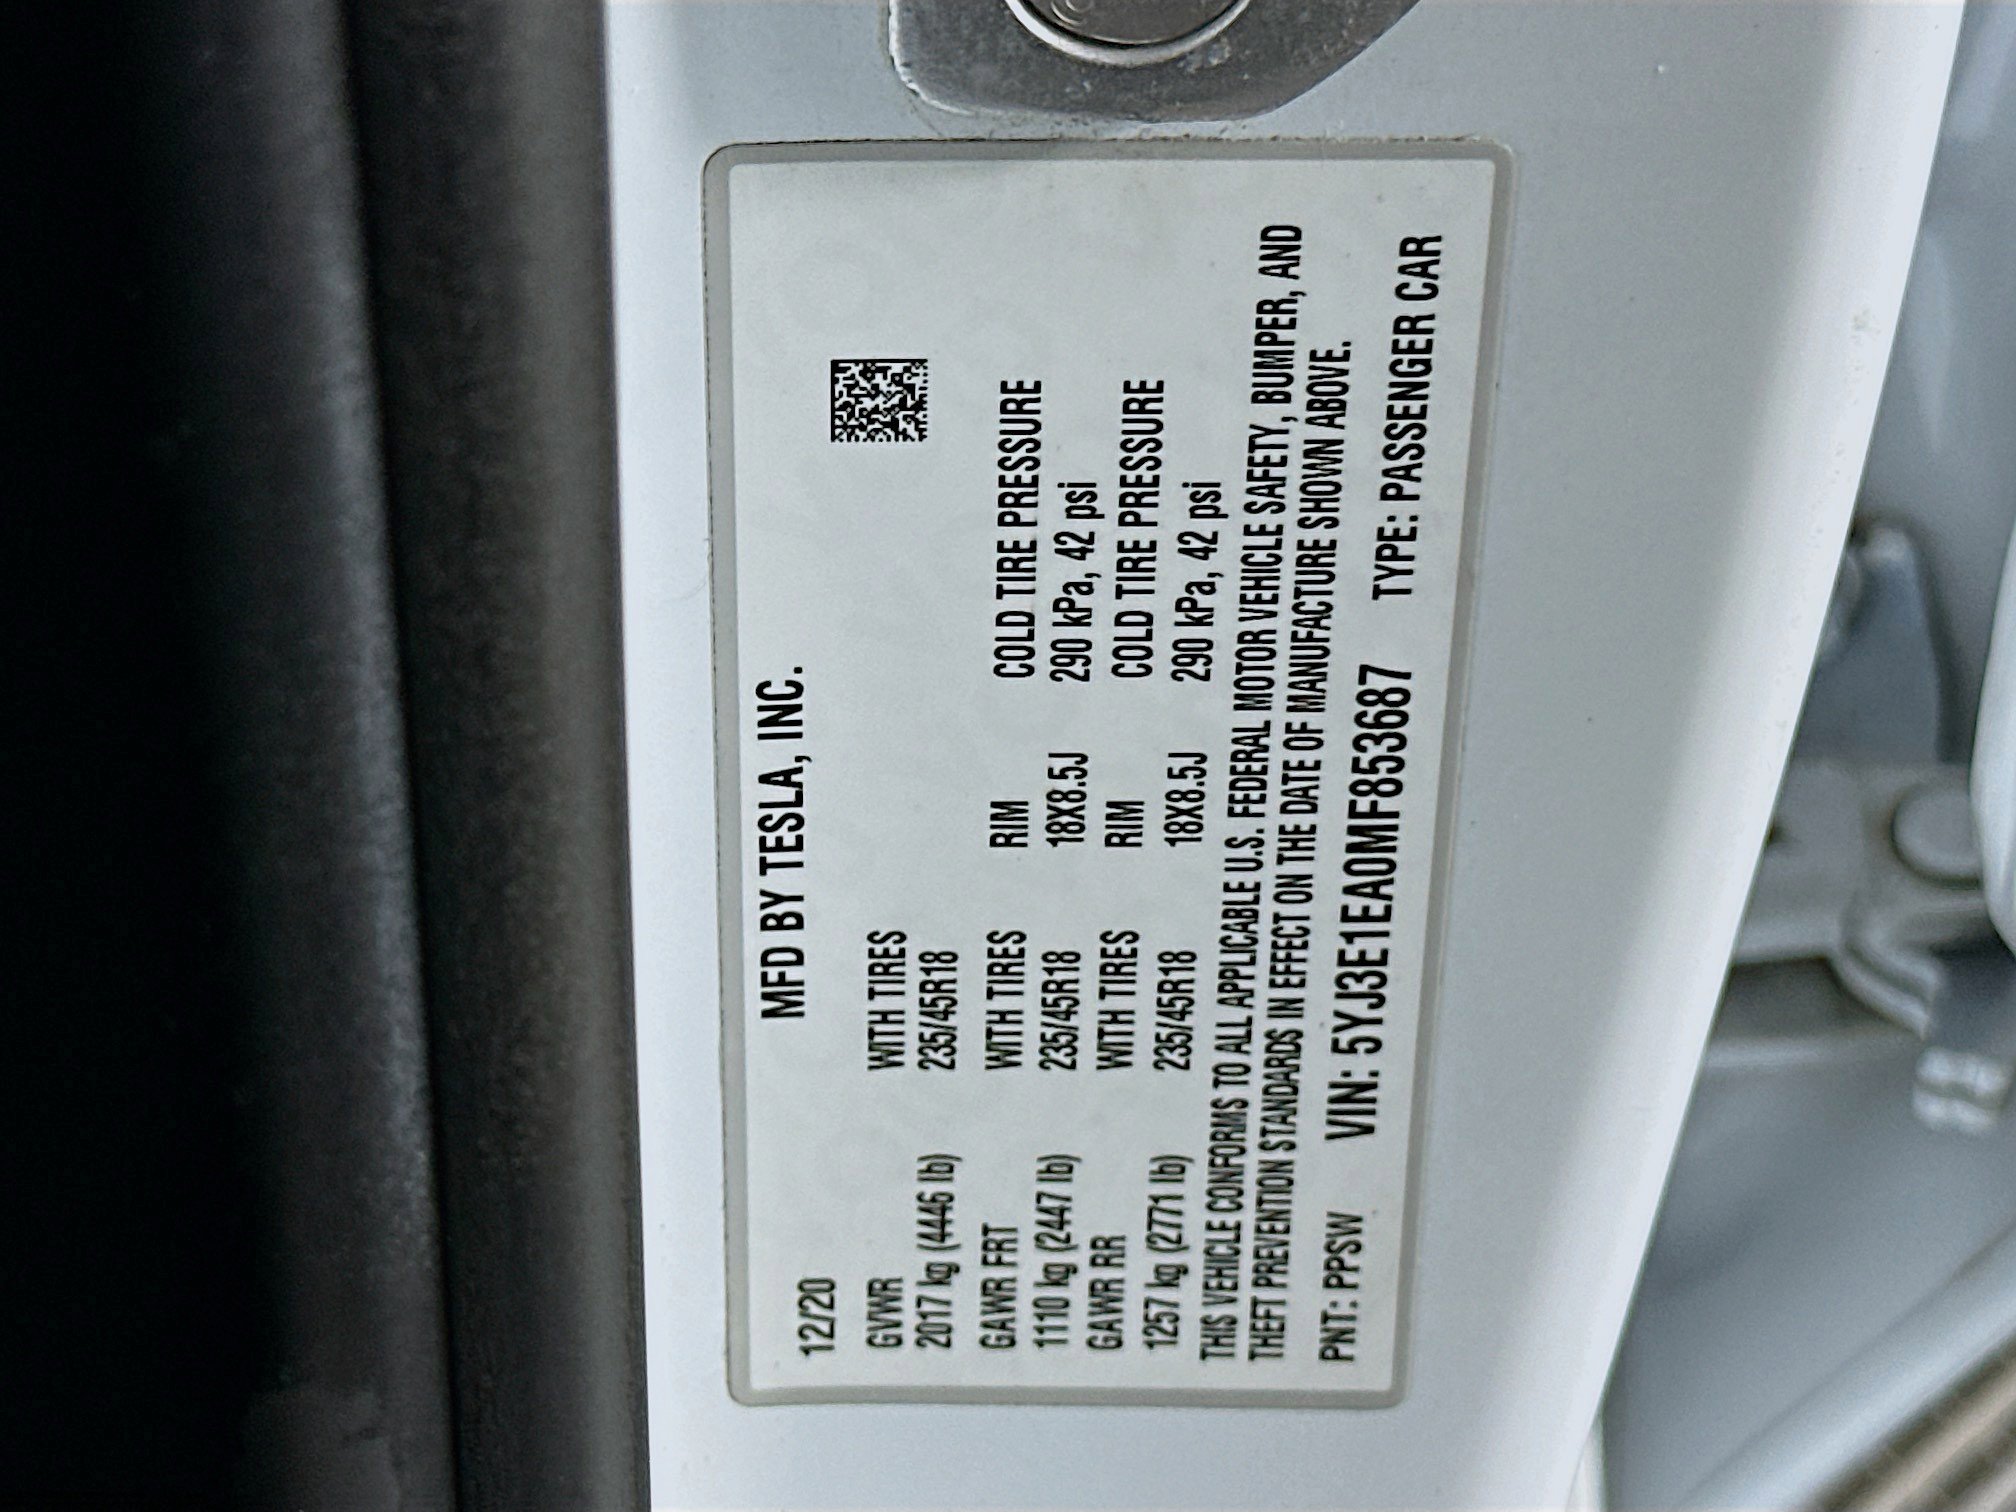 12/20 MFD BY TESLA, INC.
GVWR WITH TIRES
2017 kg (4446 lb) 235/45R18
GAWR FRT WITH TIRES RIM COLD TIRE PRESSURE
1110 kg (2447 lb) 235/45R18 18X8.5J 290 kPa, 42 psi
GAWR RR WITH TIRES RIM COLD TIRE PRESSURE
1257 kg (2771 lb) 235/45R18 18X8.5J 290 kPa, 42 psi
THIS VEHICLE CONFORMS TO ALL APPLICABLE U.S. FEDERAL MOTOR VEHICLE SAFETY, BUMPER, AND
THEFT PREVENTION STANDARDS IN EFFECT ON THE DATE OF MANUFACTURE SHOWN ABOVE.
PNT: PPSW VIN: 5YJ3E1EA0MF853687 TYPE: PASSENGER CAR